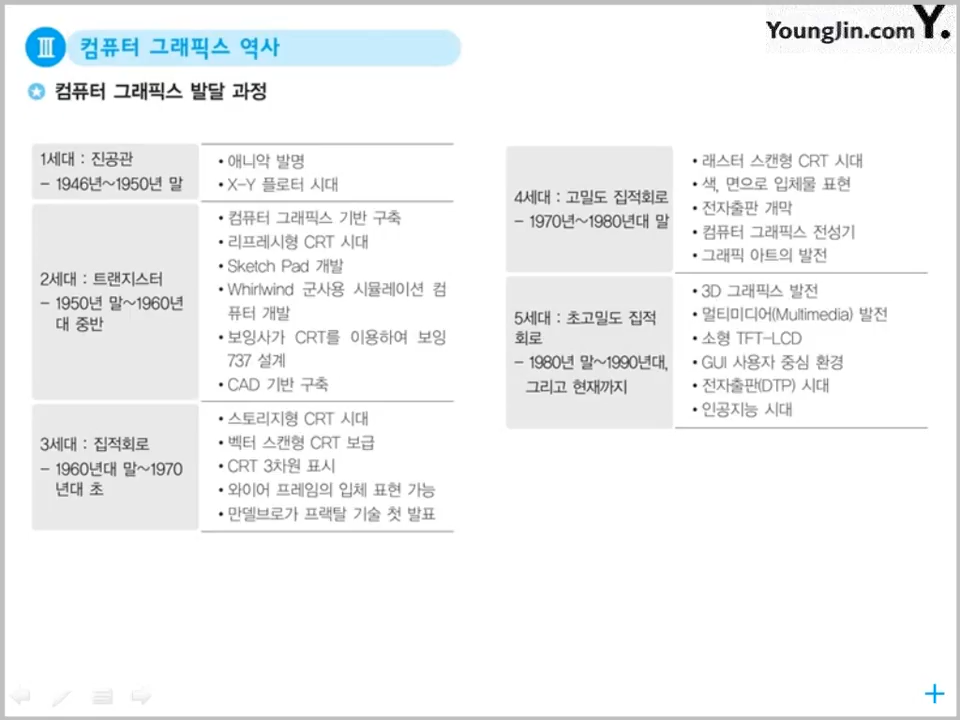 Ⅲ 컴퓨터 그래픽스 역사
YoungJin.com Y.
컴퓨터 그래픽스 발달 과정
1세대 : 진공관
- 1946년~1950년 말
• 애니악 발명
• X-Y 플로터 시대
2세대 : 트랜지스터
- 1950년 말~1960년
대 중반
• 컴퓨터 그래픽스 기반 구축
• 리프레시형 CRT 시대
• Sketch Pad 개발
• Whirlwind 군사용 시뮬레이션 컴
퓨터 개발
• 보잉사가 CRT를 이용하여 보잉
737 설계
• CAD 기반 구축
3세대 : 집적회로
- 1960년대 말~1970
년대 초
• 스토리지형 CRT 시대
• 벡터 스캔형 CRT 보급
• CRT 3차원 표시
• 와이어 프레임의 입체 표현 가능
• 만델브로가 프랙탈 기술 첫 발표
4세대 : 고밀도 집적회로
- 1970년~1980년대 말
• 래스터 스캔형 CRT 시대
• 색, 면으로 입체물 표현
• 전자출판 개막
• 컴퓨터 그래픽스 전성기
• 그래픽 아트의 발전
5세대 : 초고밀도 집적
회로
- 1980년 말~1990년대,
그리고 현재까지
• 3D 그래픽스 발전
• 멀티미디어(Multimedia) 발전
• 소형 TFT-LCD
• GUI 사용자 중심 환경
• 전자출판(DTP) 시대
• 인공지능 시대